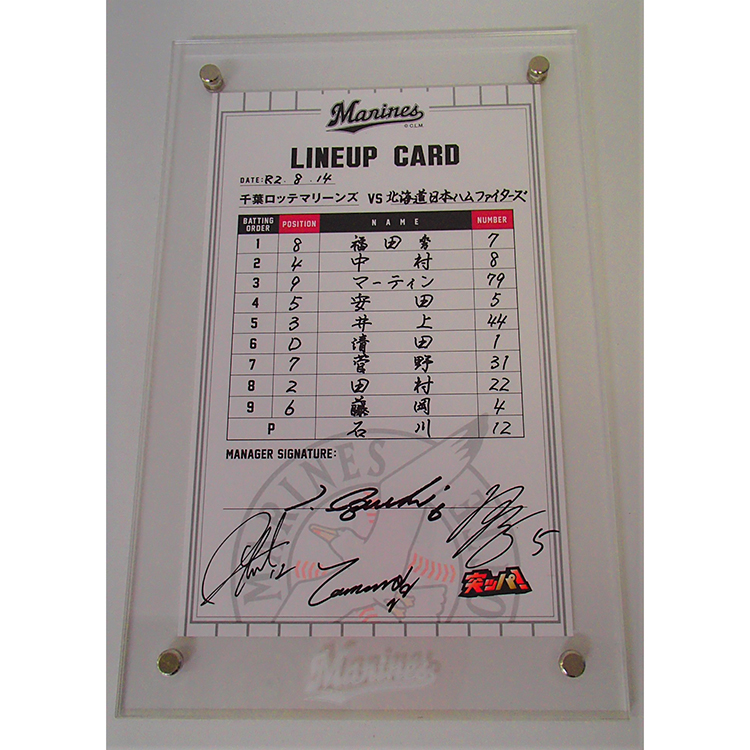 Marines
© C.L.M.
LINEUP CARD
DATE: R2. 8. 14
千葉ロッテマリーンズ VS 北海道日本ハムファイターズ
BATTING ORDER POSITION NAME NUMBER
1 8 福田秀 7
2 4 中村 8
3 9 マーティン 79
4 5 安田 5
5 3 井上 44
6 D 清田 1
7 7 菅野 31
8 2 田村 22
9 6 藤岡 4
P 石川 12
MANAGER SIGNATURE:
6
5
12
突ッパ!
MARINES
Marines